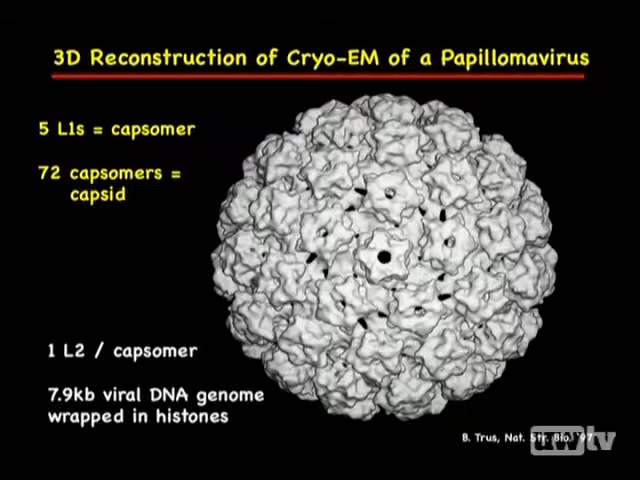 3D Reconstruction of Cryo-EM of a Papillomavirus
5 L1s = capsomer
72 capsomers =
capsid
1 L2 / capsomer
7.9kb viral DNA genome
wrapped in histones
B. Trus, Nat. Str. Bio. '97
uwtv